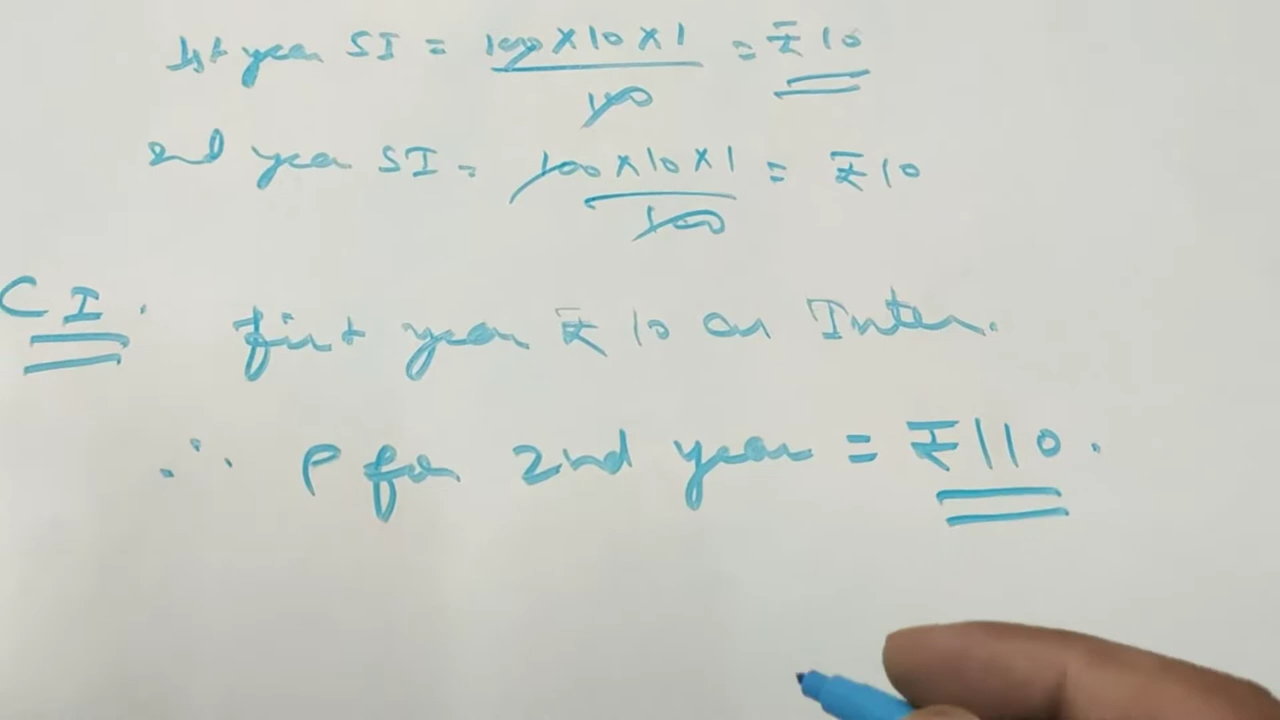 1st year SI = 100×10×1 / 100 = ₹10
2nd year SI = 100×10×1 / 100 = ₹10
CI. first year ₹10 on Inter.
∴ P for 2nd year = ₹110.